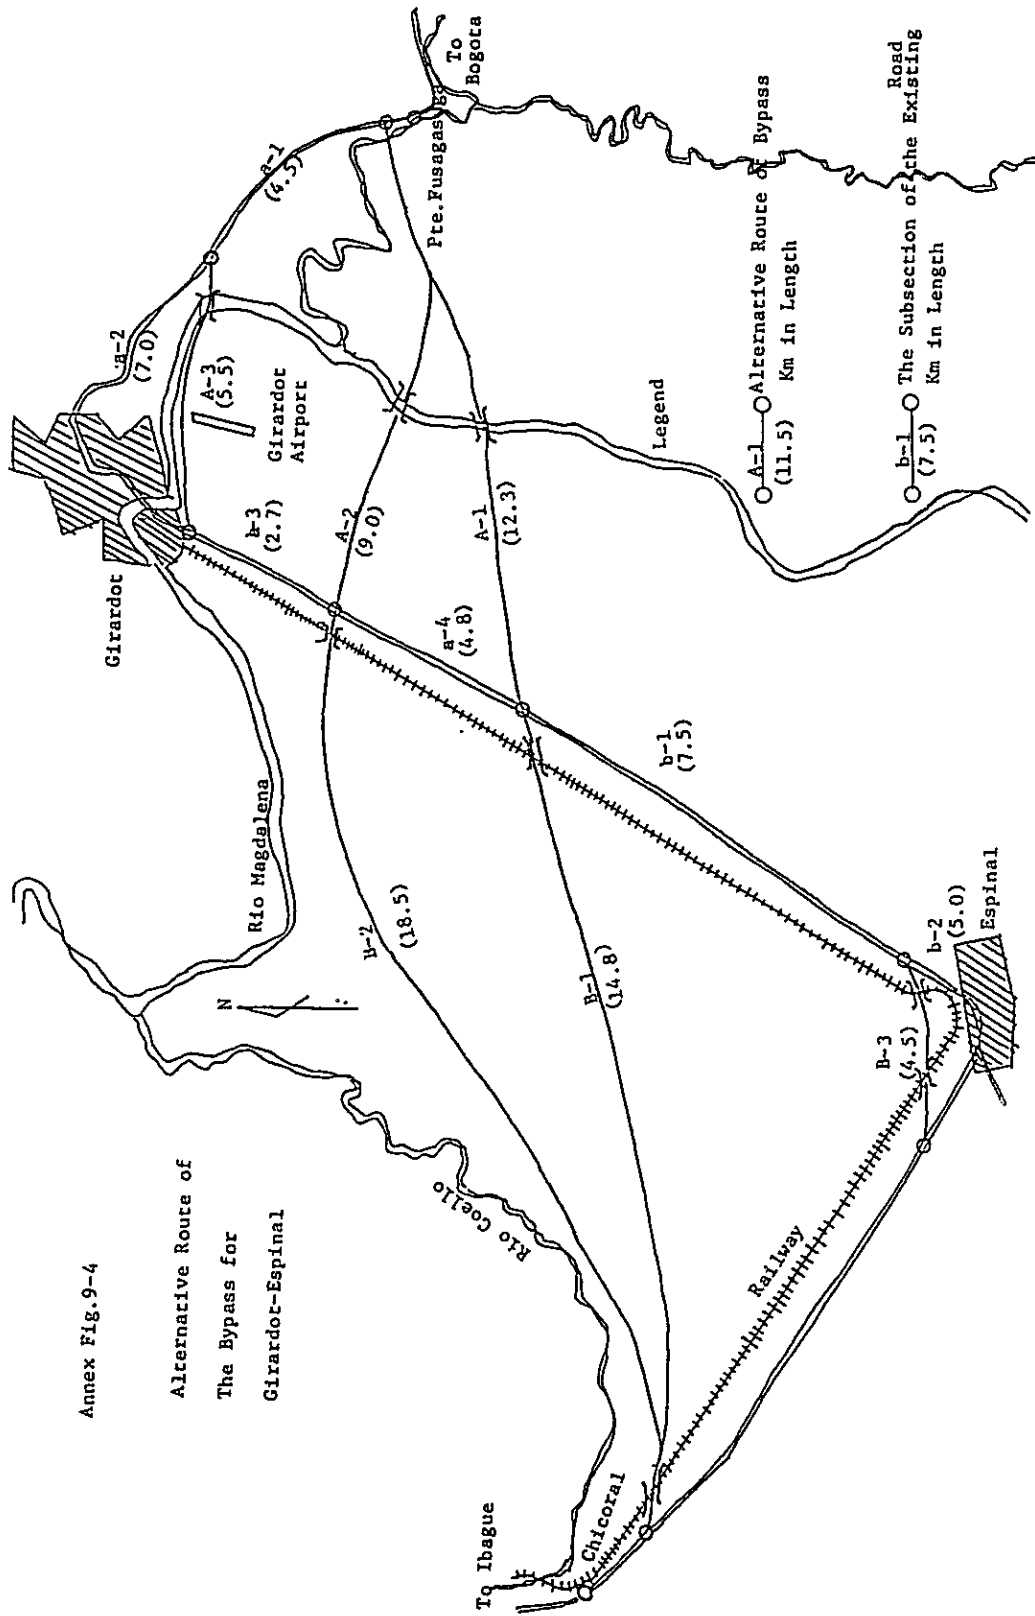 Annex Fig.9-4
Alternative Route of
The Bypass for
Girardot-Espinal
Girardot
a-2
(7.0)
a-1
(4.5)
A-3
(5.5)
Girardot
Airport
To
Bogota
Pte.Fusagasuga
b-3
(2.7)
A-2
(9.0)
Rio Magdalena
N
a-4
(4.8)
A-1
(12.3)
B-2
(18.5)
b-1
(7.5)
B-1
(14.8)
Rio Coello
To Ibague
Chicoral
Railway
B-3
(4.5)
b-2
(5.0)
Espinal
Legend
A-1
(11.5)
Alternative Route of Bypass
Km in Length
b-1
(7.5)
The Subsection of the Existing Road
Km in Length